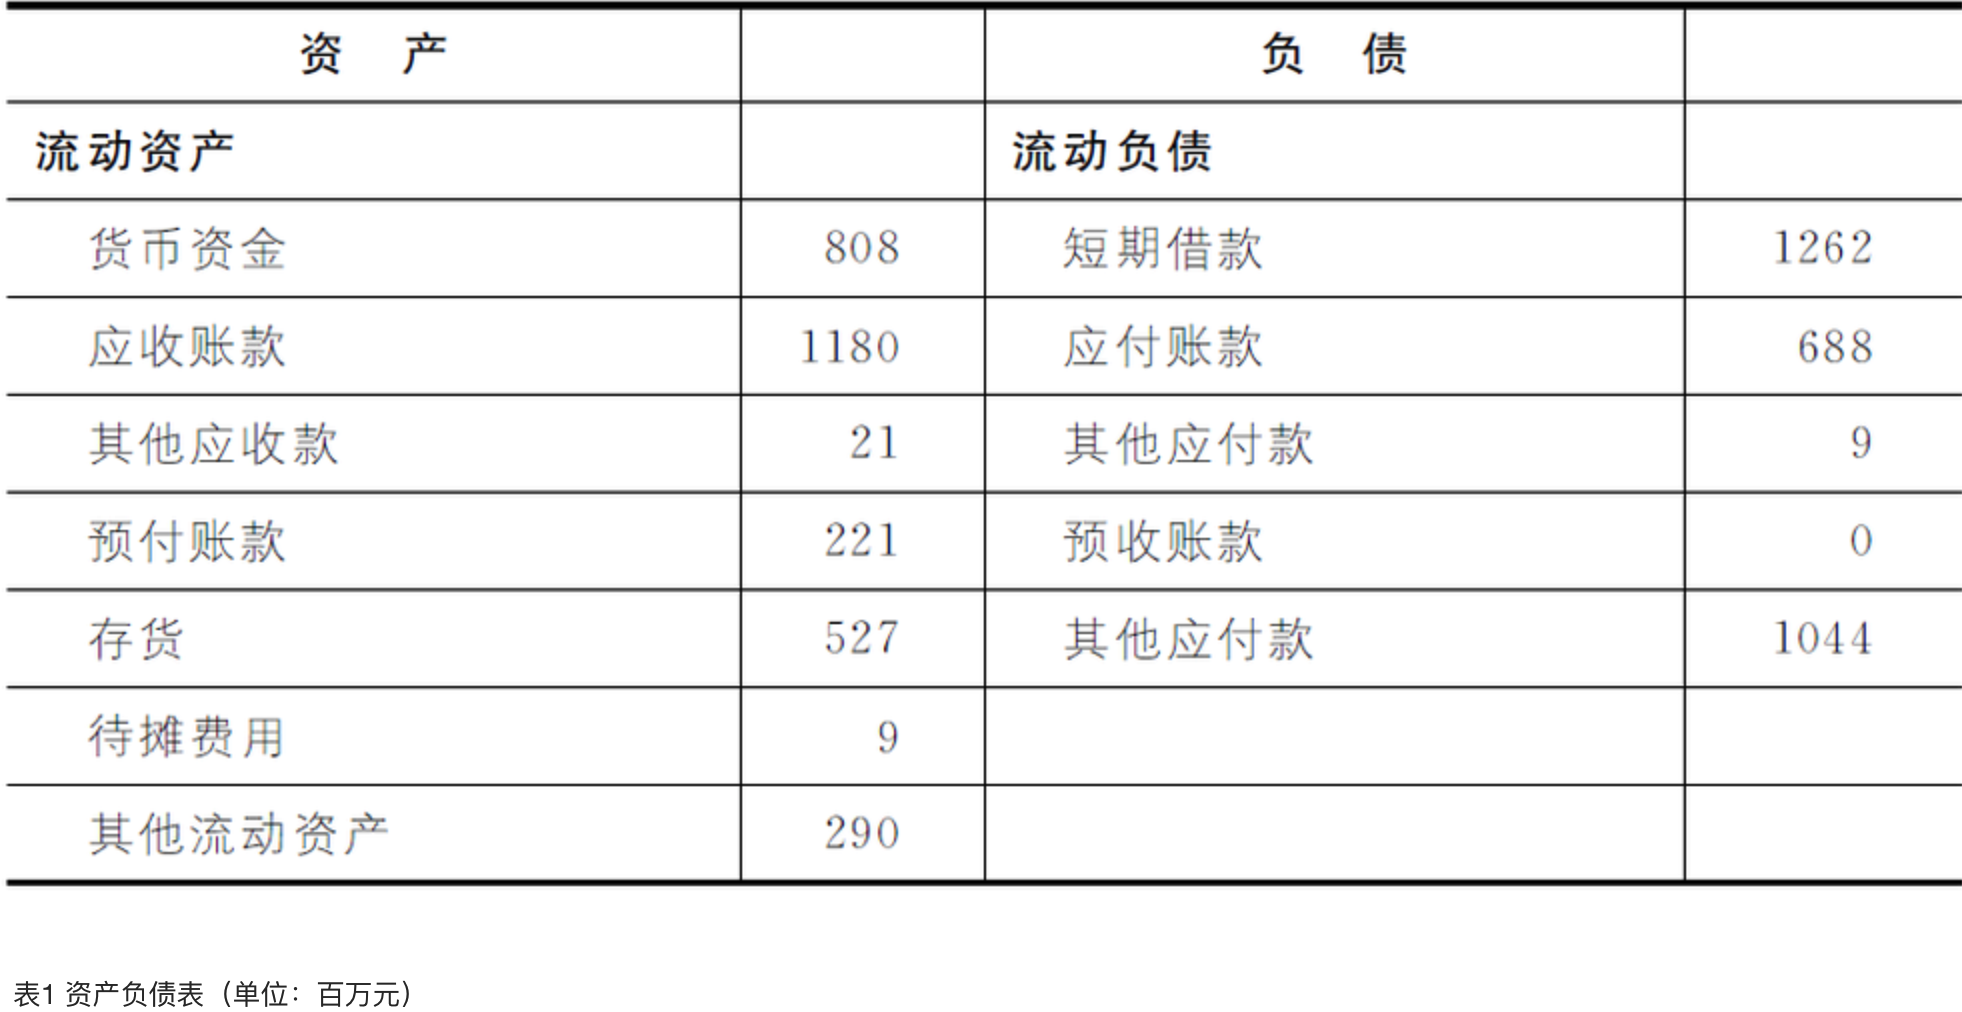 资 产 负 债
流动资产 流动负债
货币资金 808 短期借款 1262
应收账款 1180 应付账款 688
其他应收款 21 其他应付款 9
预付账款 221 预收账款 0
存货 527 其他应付款 1044
待摊费用 9
其他流动资产 290
表1 资产负债表（单位：百万元）